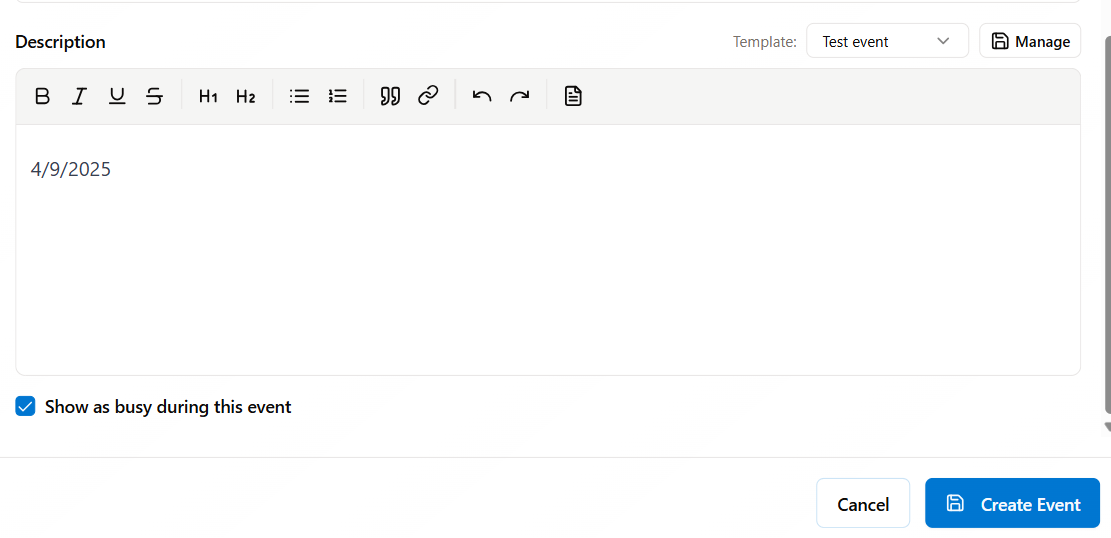 Description
Template: Test event Manage
B I U S H1 H2
4/9/2025
Show as busy during this event
Cancel Create Event